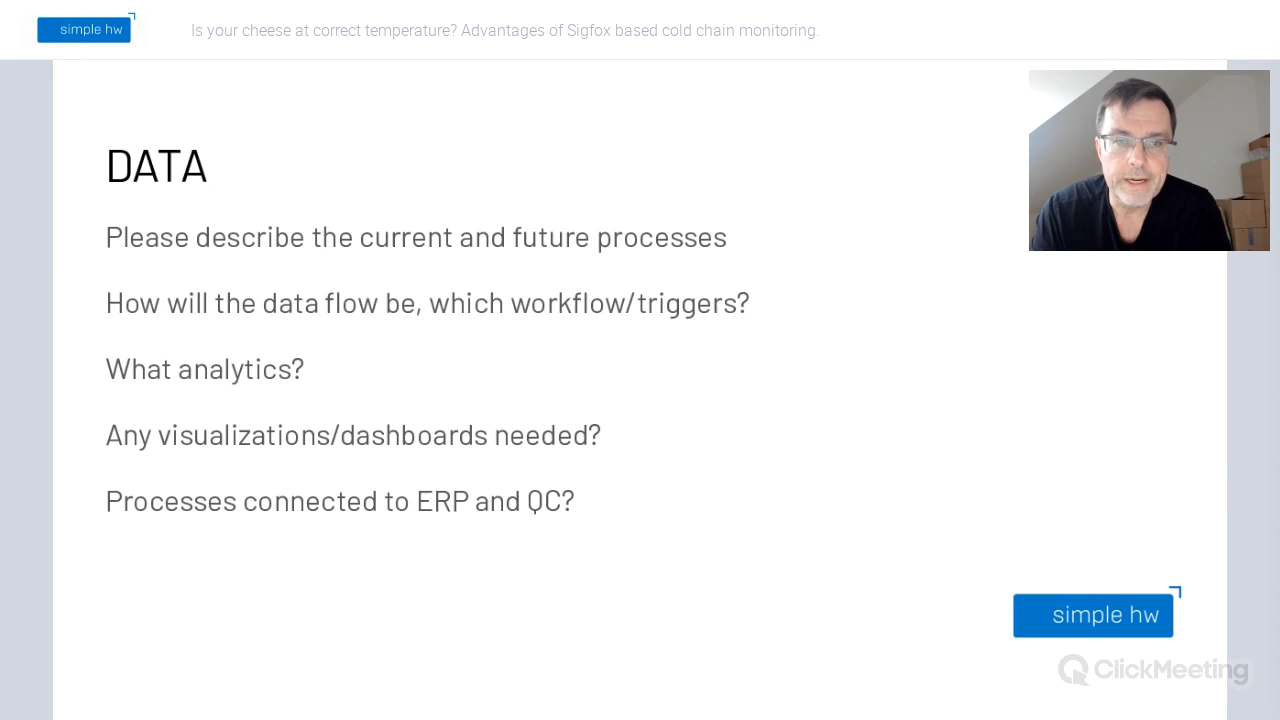 simple hw
Is your cheese at correct temperature? Advantages of Sigfox based cold chain monitoring.
DATA
Please describe the current and future processes
How will the data flow be, which workflow/triggers?
What analytics?
Any visualizations/dashboards needed?
Processes connected to ERP and QC?
simple hw
ClickMeeting